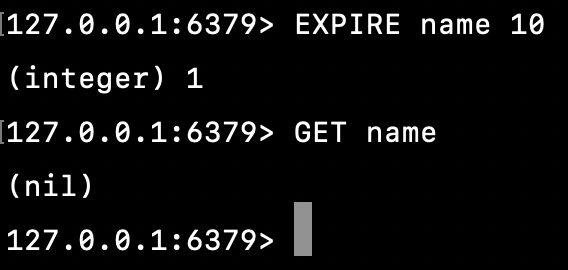 127.0.0.1:6379> EXPIRE name 10
(integer) 1
127.0.0.1:6379> GET name
(nil)
127.0.0.1:6379>